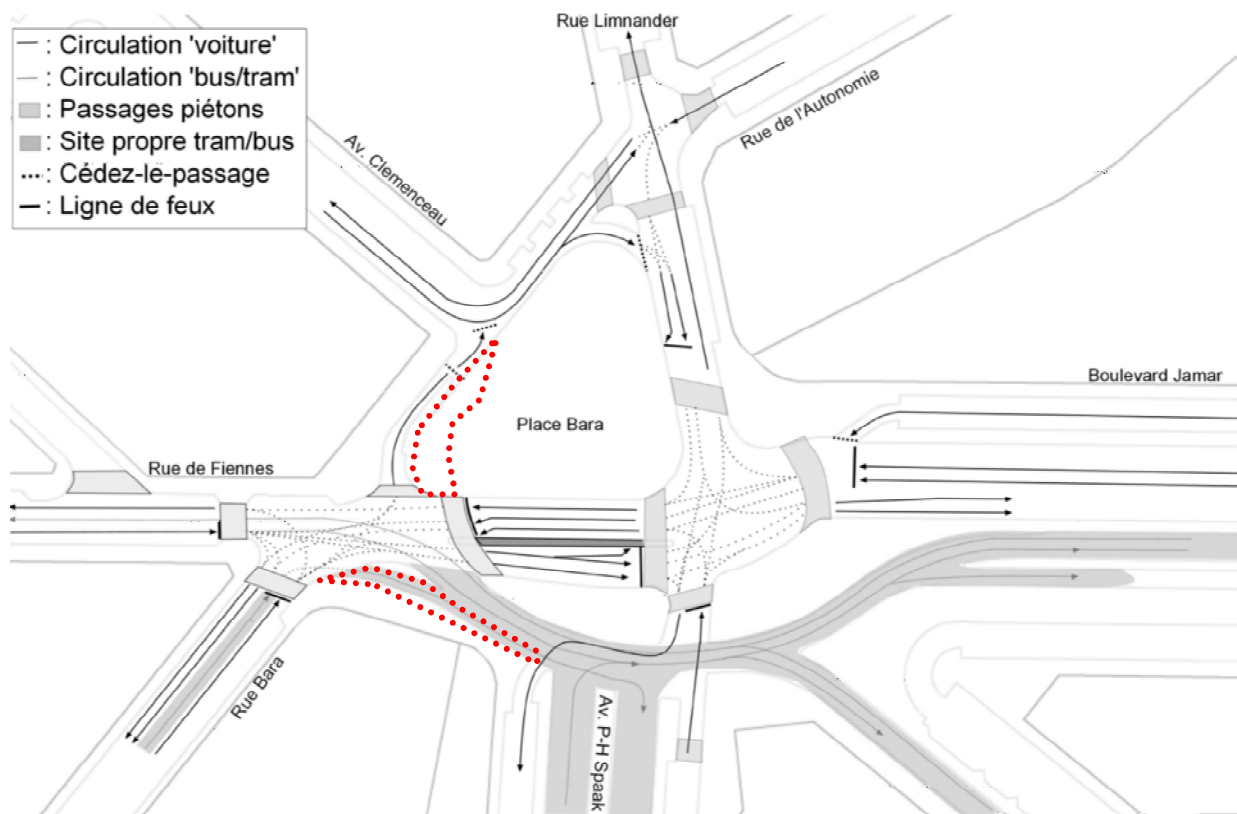 Rue Limnander
: Circulation 'voiture'
: Circulation 'bus/tram'
: Passages piétons
: Site propre tram/bus
: Cédez-le-passage
: Ligne de feux
Rue de l'Autonomie
Av. Clemenceau
Boulevard Jamar
Place Bara
Rue de Fiennes
Rue Bara
Av. P-H Spaak